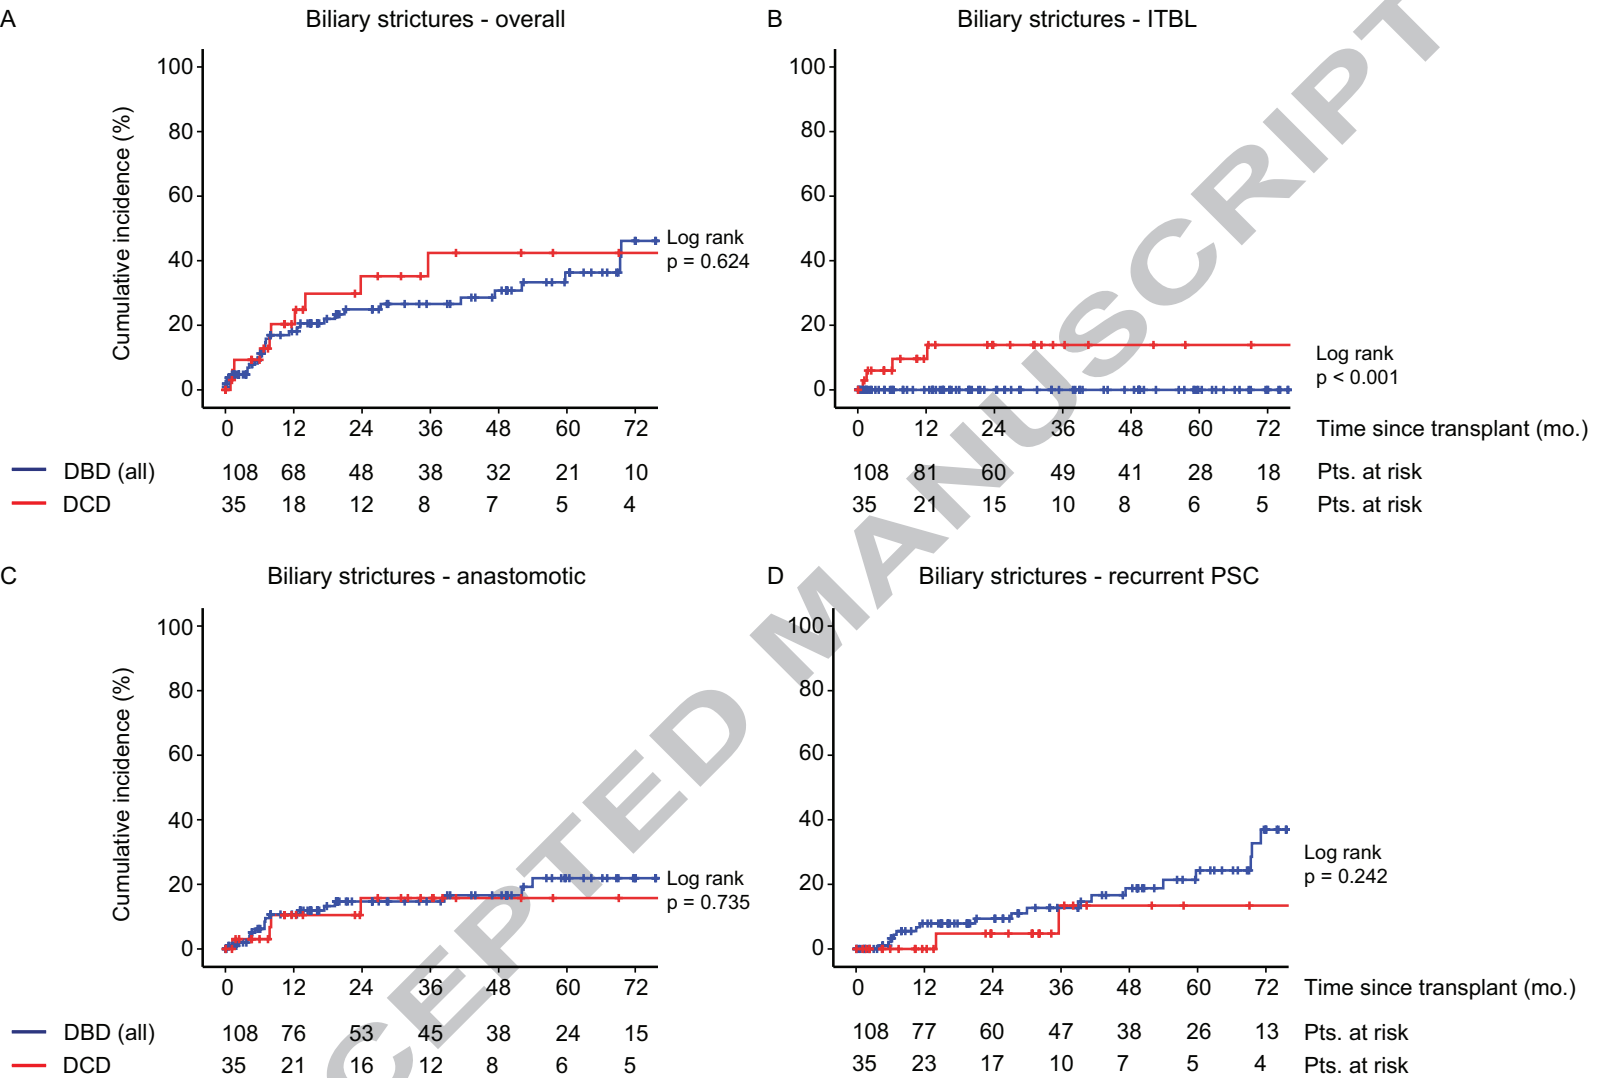 A
Biliary strictures - overall
Cumulative incidence (%)
100
80
60
40
20
0
Log rank
p = 0.624
0 12 24 36 48 60 72
DBD (all) 108 68 48 38 32 21 10
DCD 35 18 12 8 7 5 4
B
Biliary strictures - ITBL
100
80
60
40
20
0
Log rank
p < 0.001
0 12 24 36 48 60 72 Time since transplant (mo.)
108 81 60 49 41 28 18 Pts. at risk
35 21 15 10 8 6 5 Pts. at risk
C
Biliary strictures - anastomotic
Cumulative incidence (%)
100
80
60
40
20
0
Log rank
p = 0.735
0 12 24 36 48 60 72
DBD (all) 108 76 53 45 38 24 15
DCD 35 21 16 12 8 6 5
D
Biliary strictures - recurrent PSC
100
80
60
40
20
0
Log rank
p = 0.242
0 12 24 36 48 60 72 Time since transplant (mo.)
108 77 60 47 38 26 13 Pts. at risk
35 23 17 10 7 5 4 Pts. at risk
CEPTED MANUSCRIPT